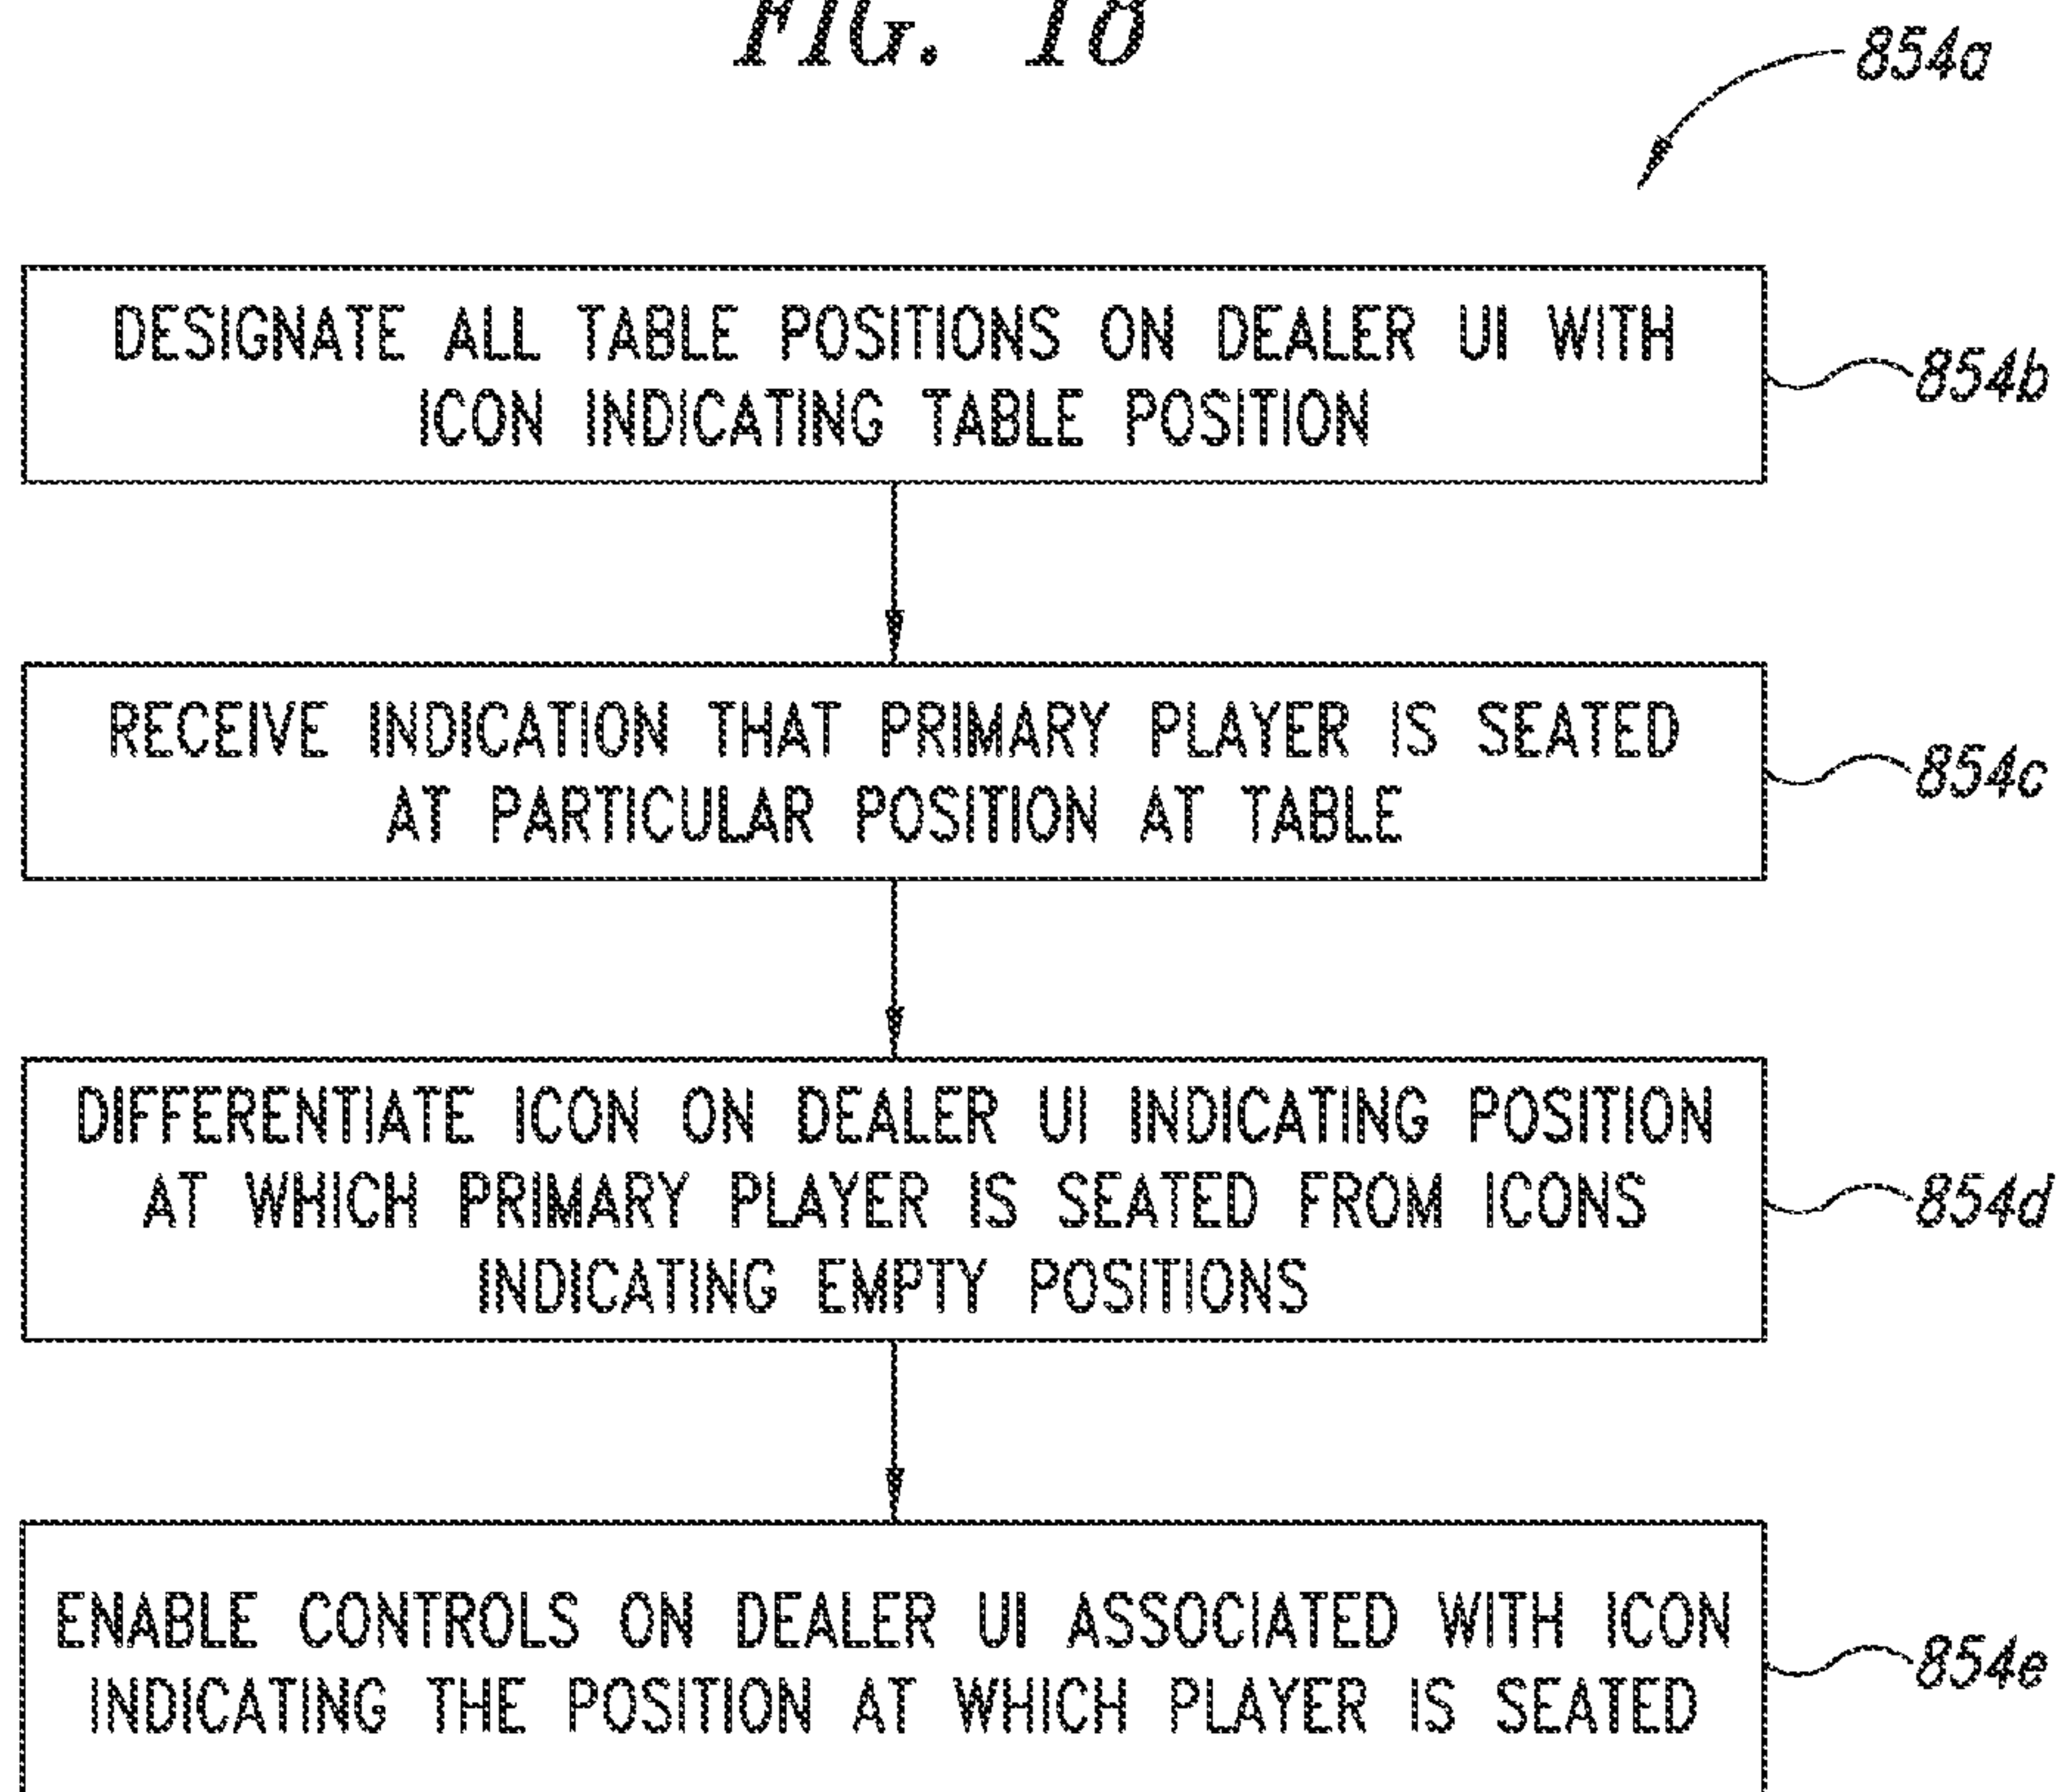 FIG. 18
854a
DESIGNATE ALL TABLE POSITIONS ON DEALER UI WITH
ICON INDICATING TABLE POSITION
854b
RECEIVE INDICATION THAT PRIMARY PLAYER IS SEATED
AT PARTICULAR POSITION AT TABLE
854c
DIFFERENTIATE ICON ON DEALER UI INDICATING POSITION
AT WHICH PRIMARY PLAYER IS SEATED FROM ICONS
INDICATING EMPTY POSITIONS
854d
ENABLE CONTROLS ON DEALER UI ASSOCIATED WITH ICON
INDICATING THE POSITION AT WHICH PLAYER IS SEATED
854e